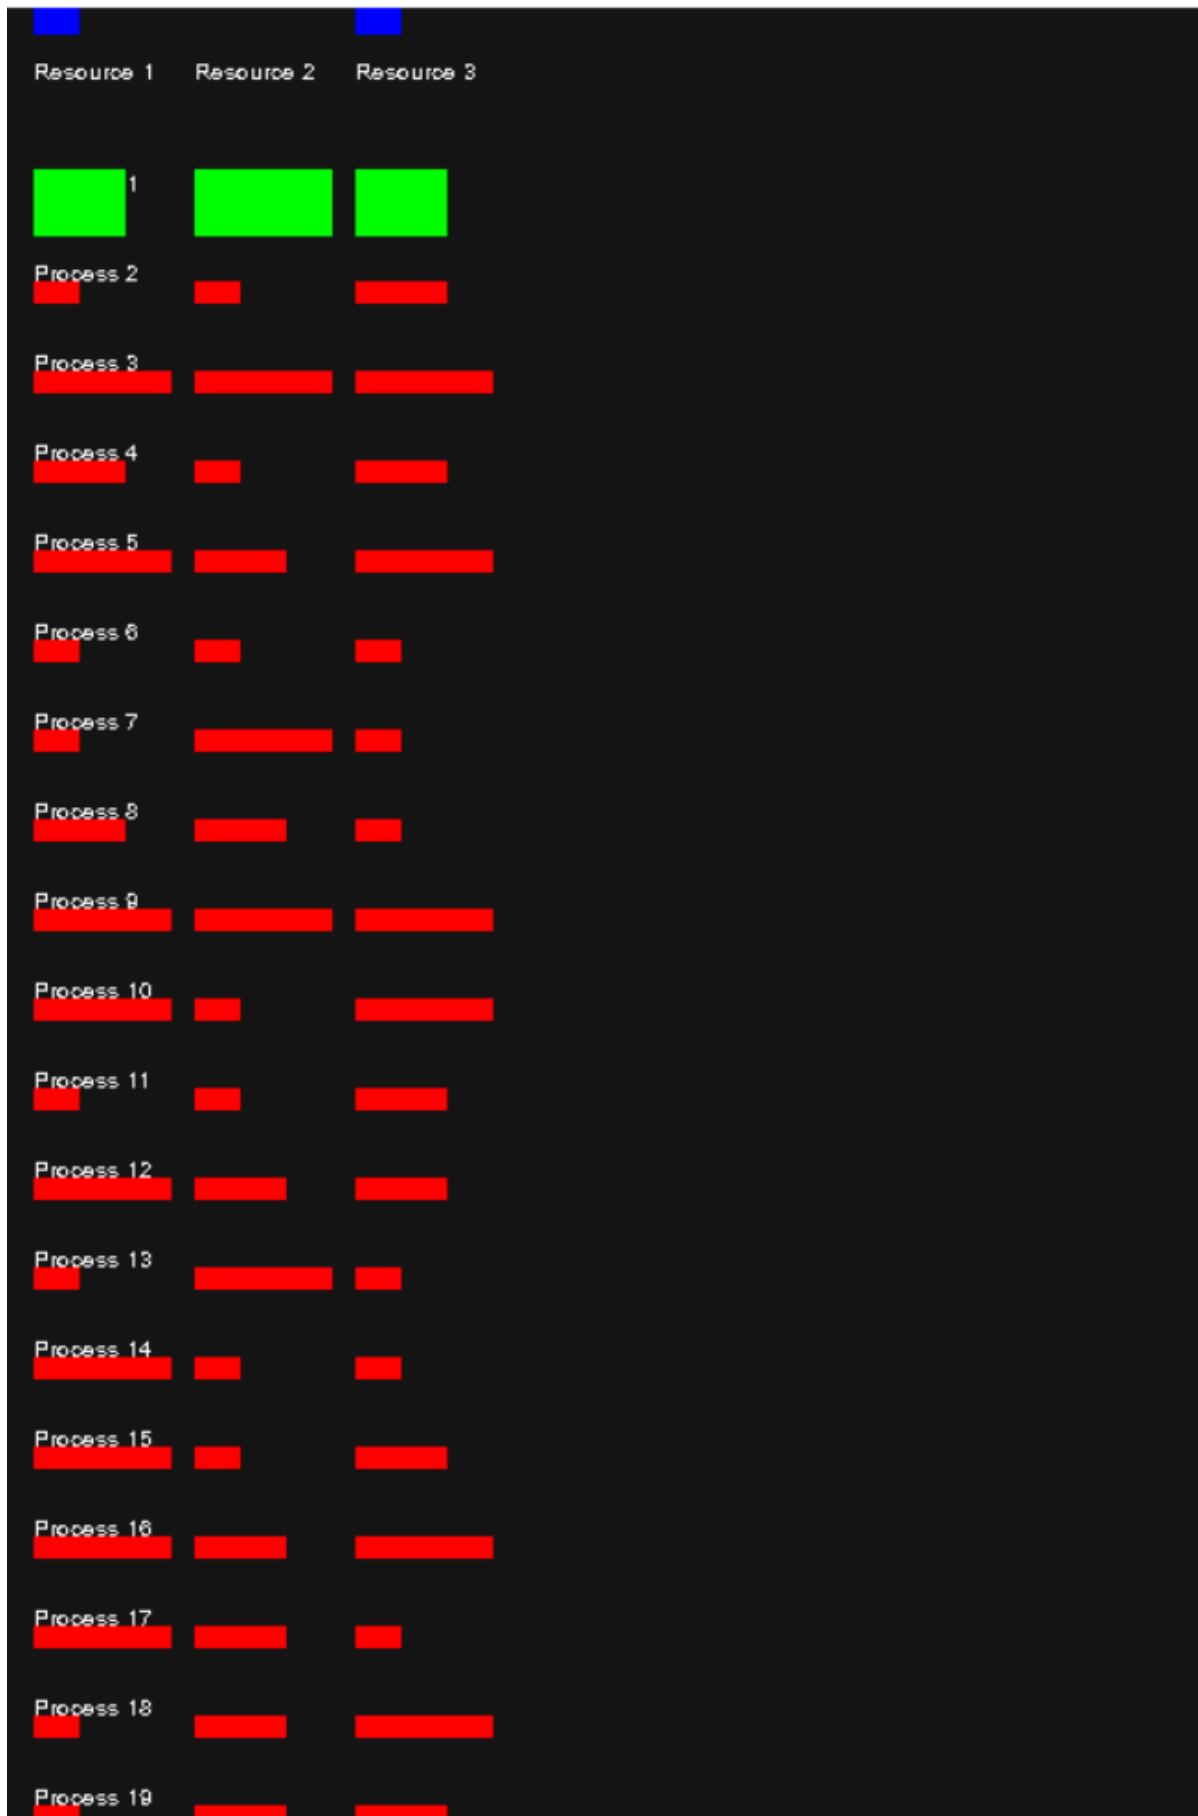 Resource 1 Resource 2 Resource 3
1
Process 2
Process 3
Process 4
Process 5
Process 6
Process 7
Process 8
Process 9
Process 10
Process 11
Process 12
Process 13
Process 14
Process 15
Process 16
Process 17
Process 18
Process 19